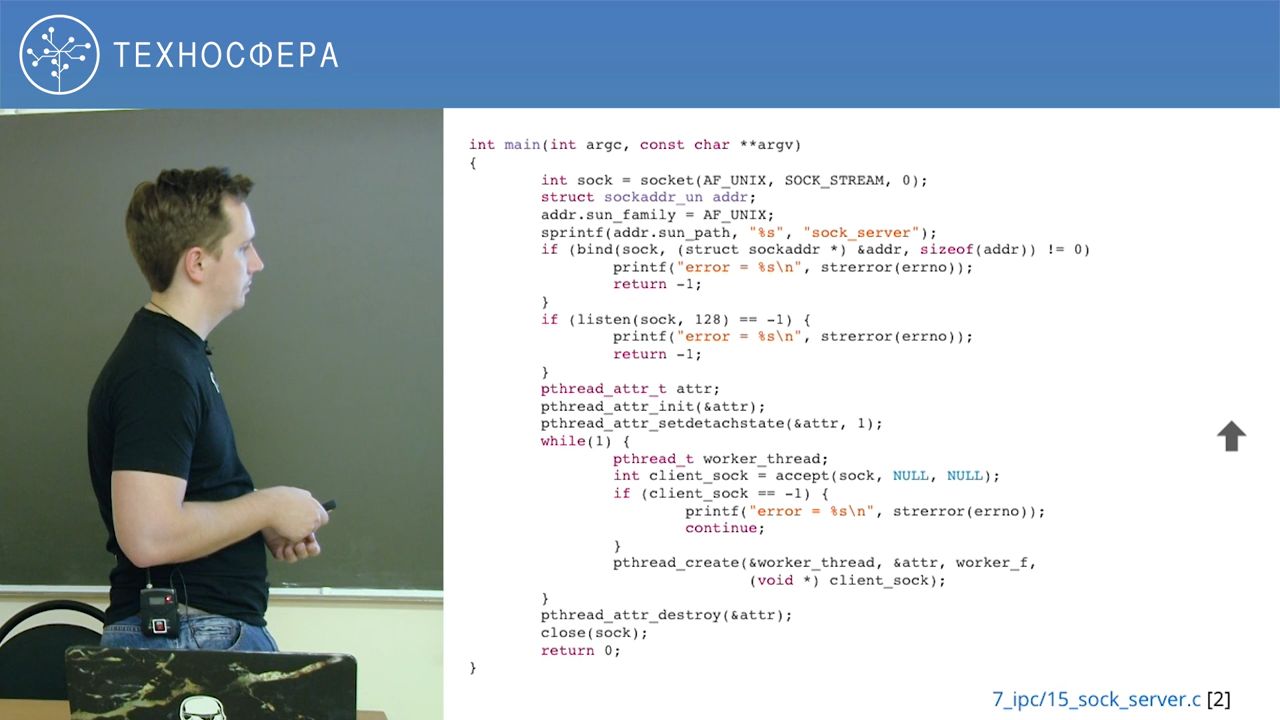 ТЕХНОСФЕРА
int main(int argc, const char **argv)
{
int sock = socket(AF_UNIX, SOCK_STREAM, 0);
struct sockaddr_un addr;
addr.sun_family = AF_UNIX;
sprintf(addr.sun_path, "%s", "sock_server");
if (bind(sock, (struct sockaddr *) &addr, sizeof(addr)) != 0)
printf("error = %s\n", strerror(errno));
return -1;
}
if (listen(sock, 128) == -1) {
printf("error = %s\n", strerror(errno));
return -1;
}
pthread_attr_t attr;
pthread_attr_init(&attr);
pthread_attr_setdetachstate(&attr, 1);
while(1) {
pthread_t worker_thread;
int client_sock = accept(sock, NULL, NULL);
if (client_sock == -1) {
printf("error = %s\n", strerror(errno));
continue;
}
pthread_create(&worker_thread, &attr, worker_f,
(void *) client_sock);
}
pthread_attr_destroy(&attr);
close(sock);
return 0;
}
7_ipc/15_sock_server.c [2]